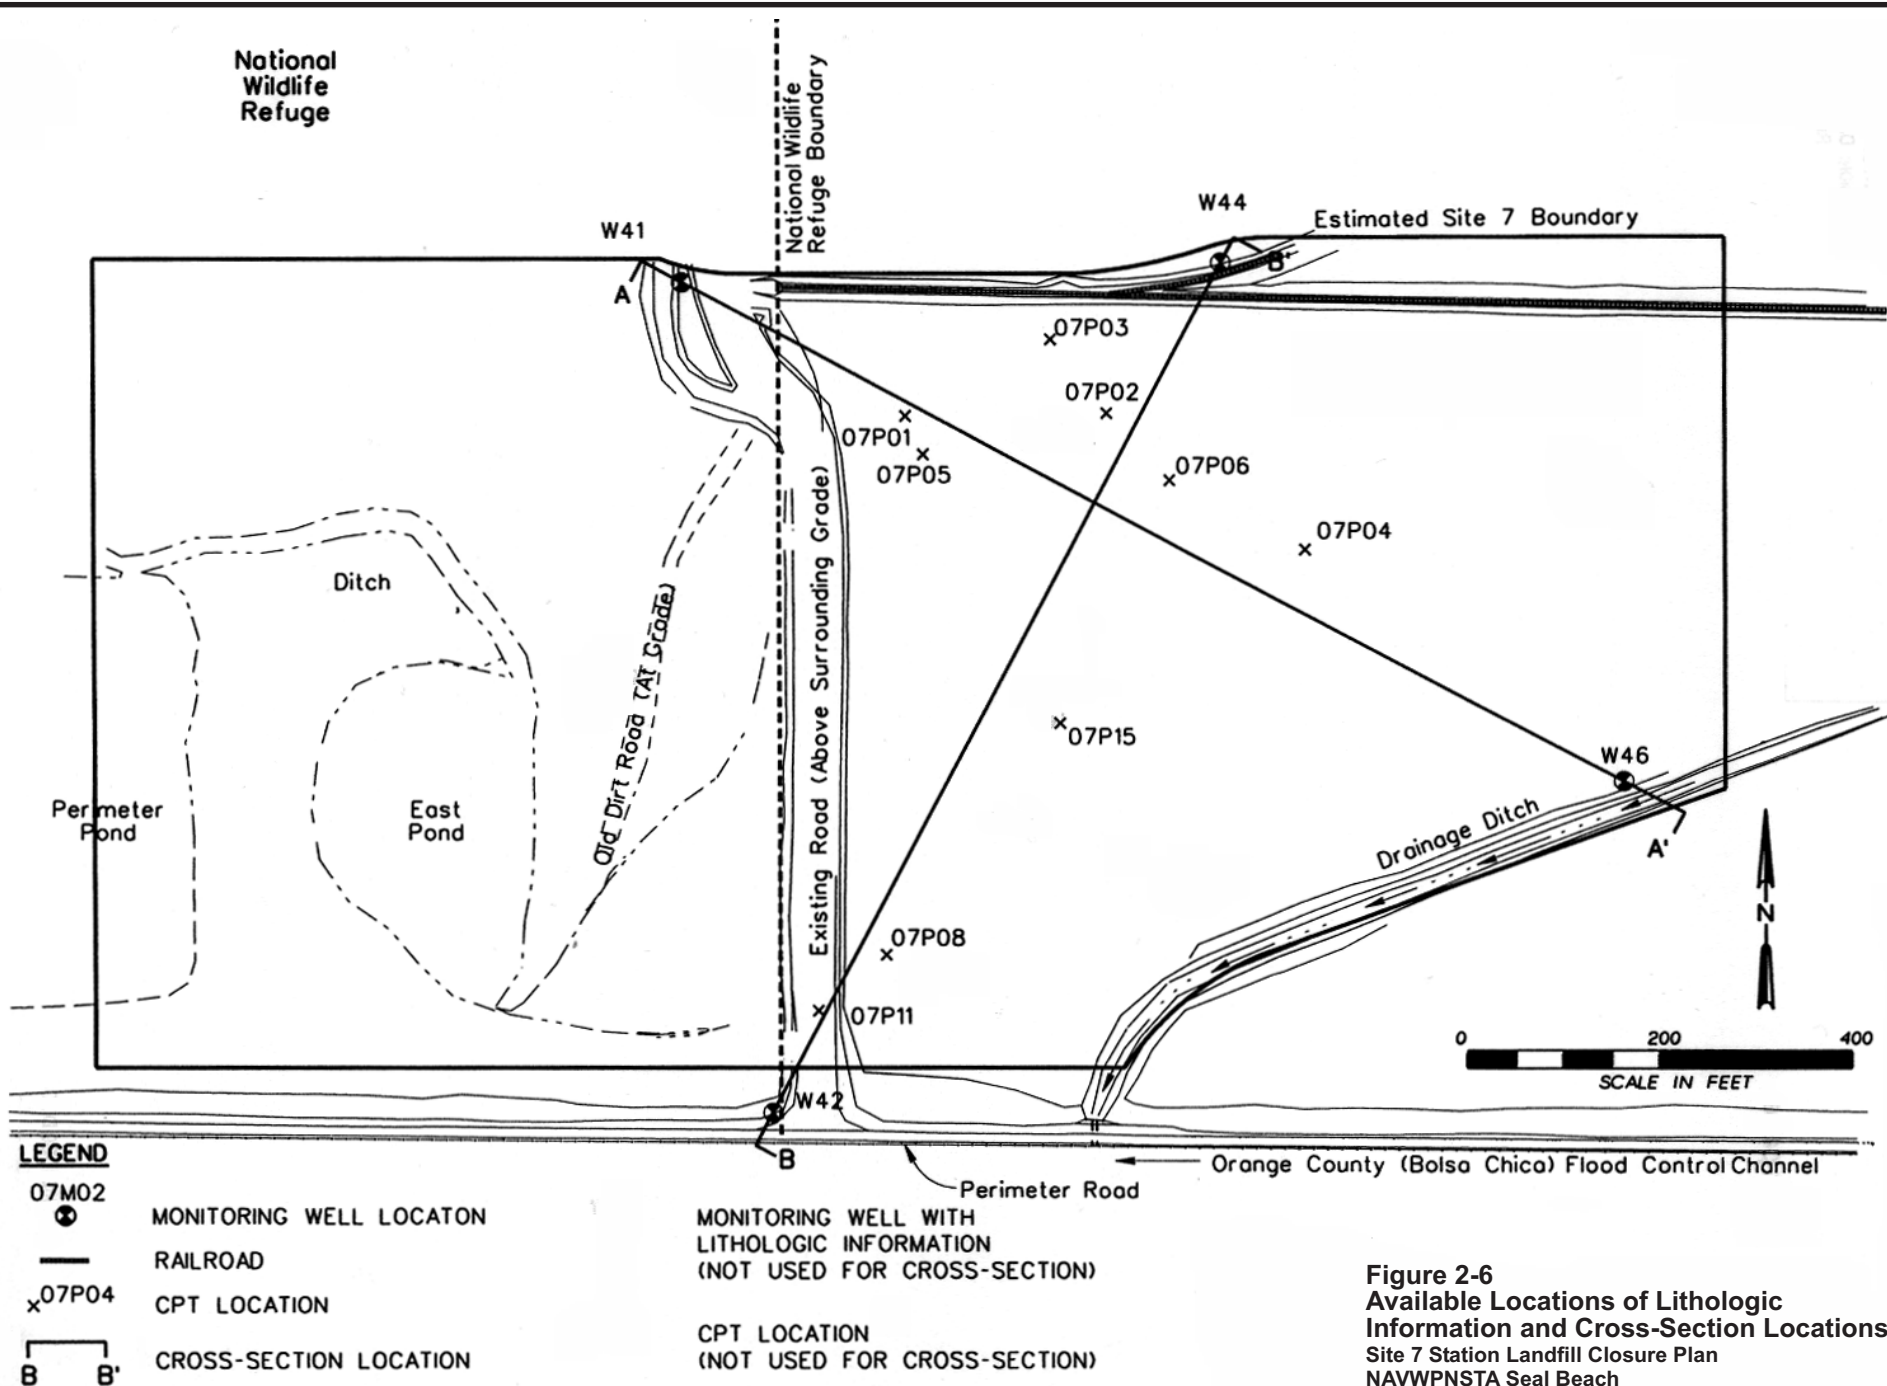 National
Wildlife
Refuge
National Wildlife
Refuge Boundary
W41
W44
Estimated Site 7 Boundary
A
B'
07P03
07P02
07P01
07P05
07P06
07P04
Ditch
Old Dirt Road (At Grade)
Existing Road (Above Surrounding Grade)
07P15
W46
Perimeter
Pond
East
Pond
Drainage Ditch
A'
N
07P08
07P11
0 200 400
SCALE IN FEET
W42
B
Orange County (Bolsa Chica) Flood Control Channel
Perimeter Road
LEGEND
07M02
MONITORING WELL LOCATON
RAILROAD
07P04
CPT LOCATION
B B'
CROSS-SECTION LOCATION
MONITORING WELL WITH
LITHOLOGIC INFORMATION
(NOT USED FOR CROSS-SECTION)
CPT LOCATION
(NOT USED FOR CROSS-SECTION)
Figure 2-6
Available Locations of Lithologic
Information and Cross-Section Locations
Site 7 Station Landfill Closure Plan
NAVWPNSTA Seal Beach